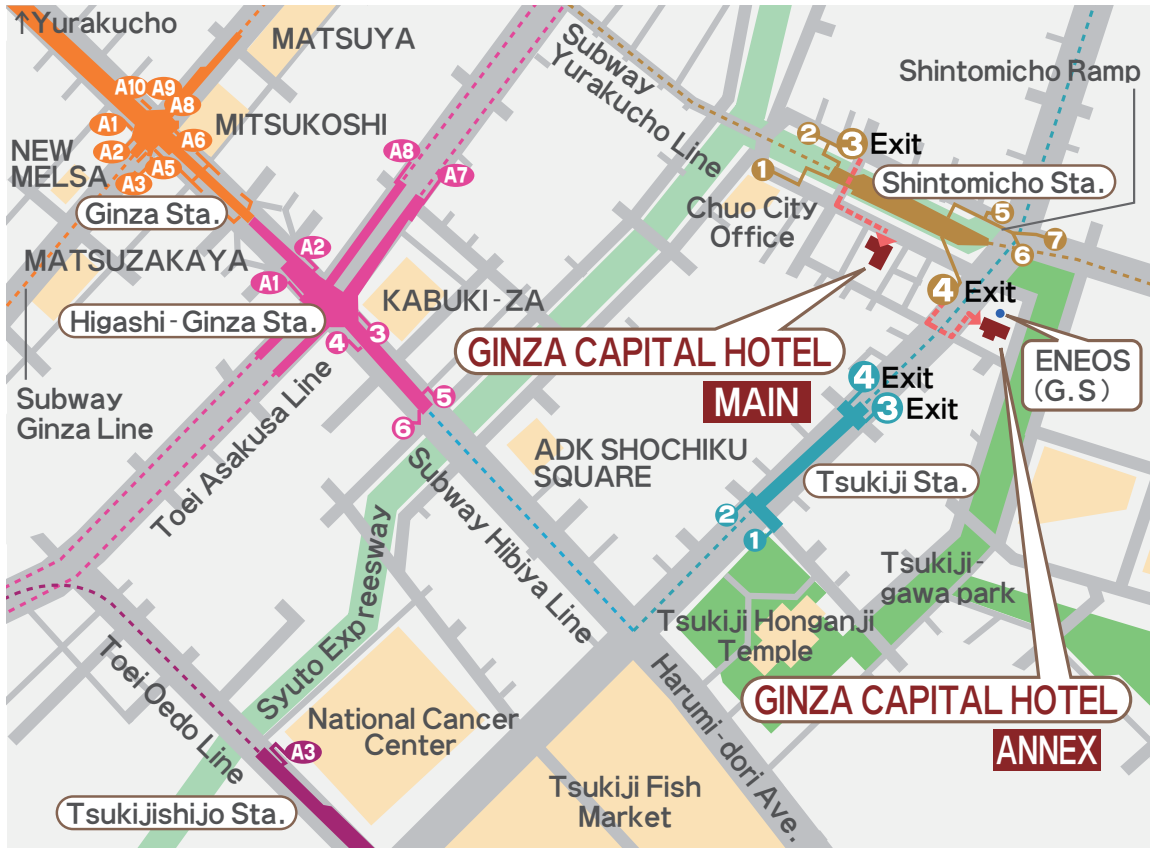 ↑Yurakucho
MATSUYA
A10
A9
A8
A1
MITSUKOSHI
A2
A6
A5
A3
NEW
MELSA
Ginza Sta.
MATSUZAKAYA
A2
A1
A8
A7
Higashi-Ginza Sta.
KABUKI-ZA
4
3
5
6
Subway
Ginza Line
Toei Asakusa Line
Subway
Yurakucho Line
Shintomicho Ramp
2
3
Exit
1
Shintomicho Sta.
Chuo City
Office
5
7
6
4
Exit
GINZA CAPITAL HOTEL
MAIN
ENEOS
(G.S)
4
Exit
3
Exit
ADK SHOCHIKU
SQUARE
Tsukiji Sta.
2
1
Subway Hibiya Line
Syuto Expreesway
Tsukiji-
gawa park
Tsukiji Honganji
Temple
Toei Oedo Line
National Cancer
Center
Harumi-dori Ave.
GINZA CAPITAL HOTEL
ANNEX
A3
Tsukijishijo Sta.
Tsukiji Fish
Market